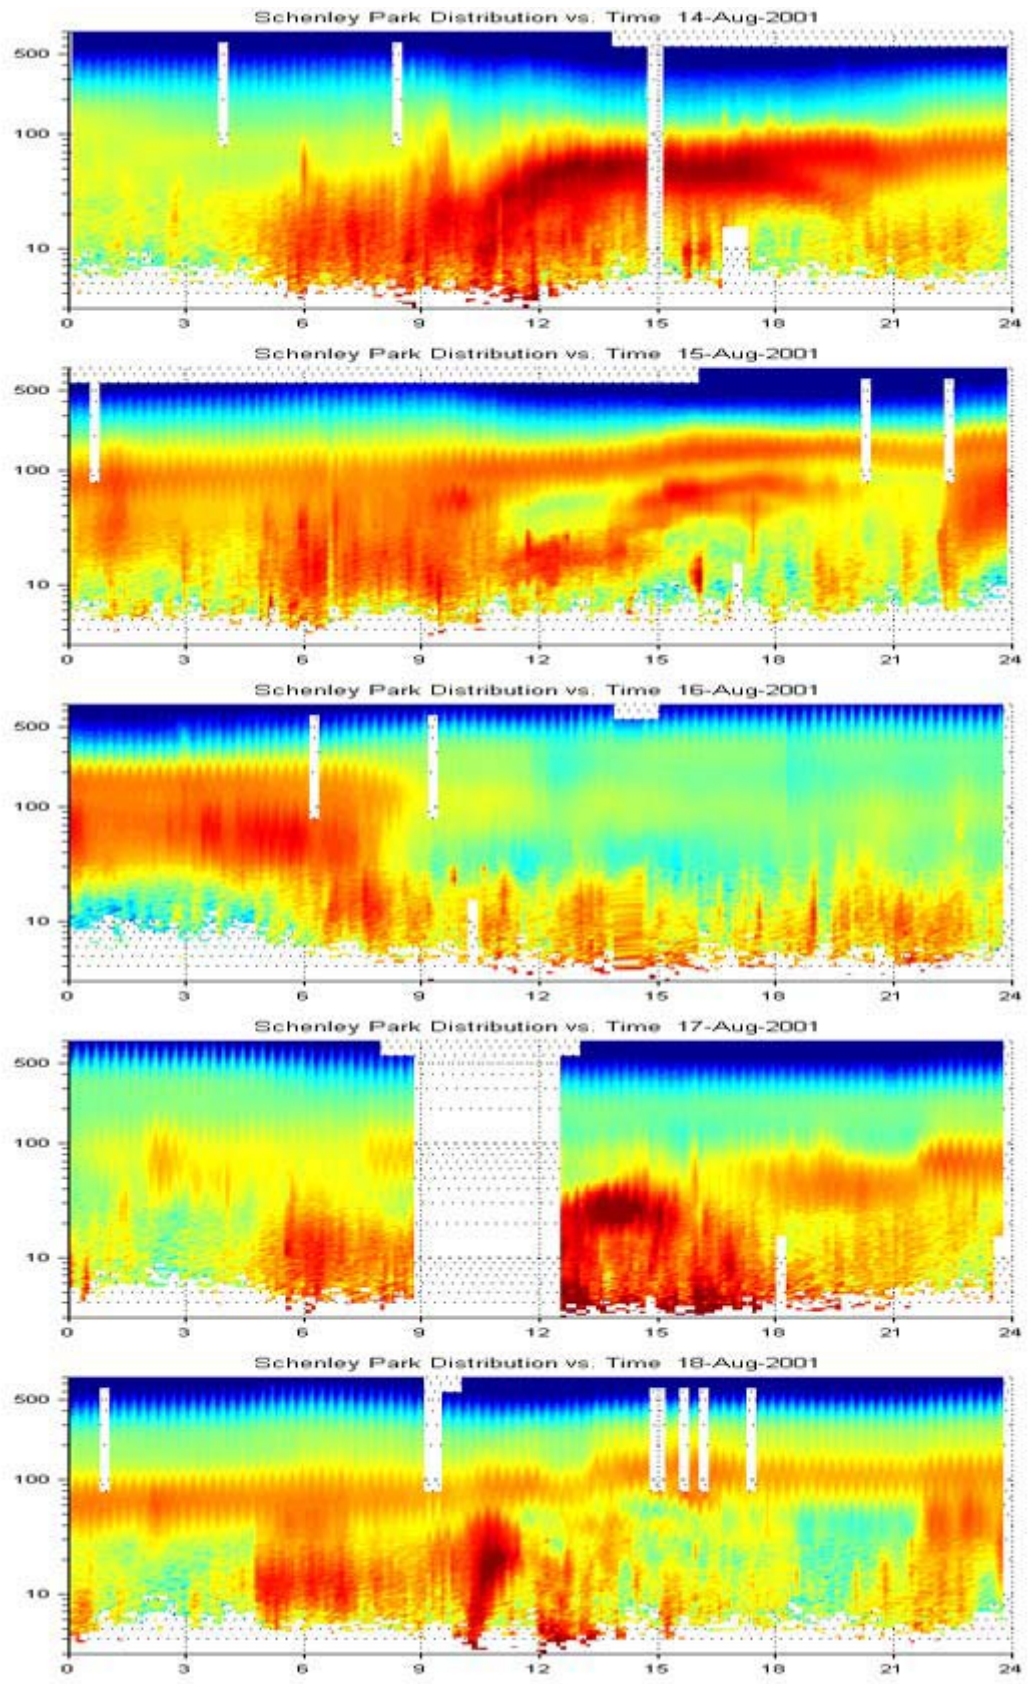 Schenley Park Distribution vs. Time 14-Aug-2001
500
100
10
0 3 6 9 12 15 18 21 24
Schenley Park Distribution vs. Time 15-Aug-2001
500
100
10
0 3 6 9 12 15 18 21 24
Schenley Park Distribution vs. Time 16-Aug-2001
500
100
10
0 3 6 9 12 15 18 21 24
Schenley Park Distribution vs. Time 17-Aug-2001
500
100
10
0 3 6 9 12 15 18 21 24
Schenley Park Distribution vs. Time 18-Aug-2001
500
100
10
0 3 6 9 12 15 18 21 24